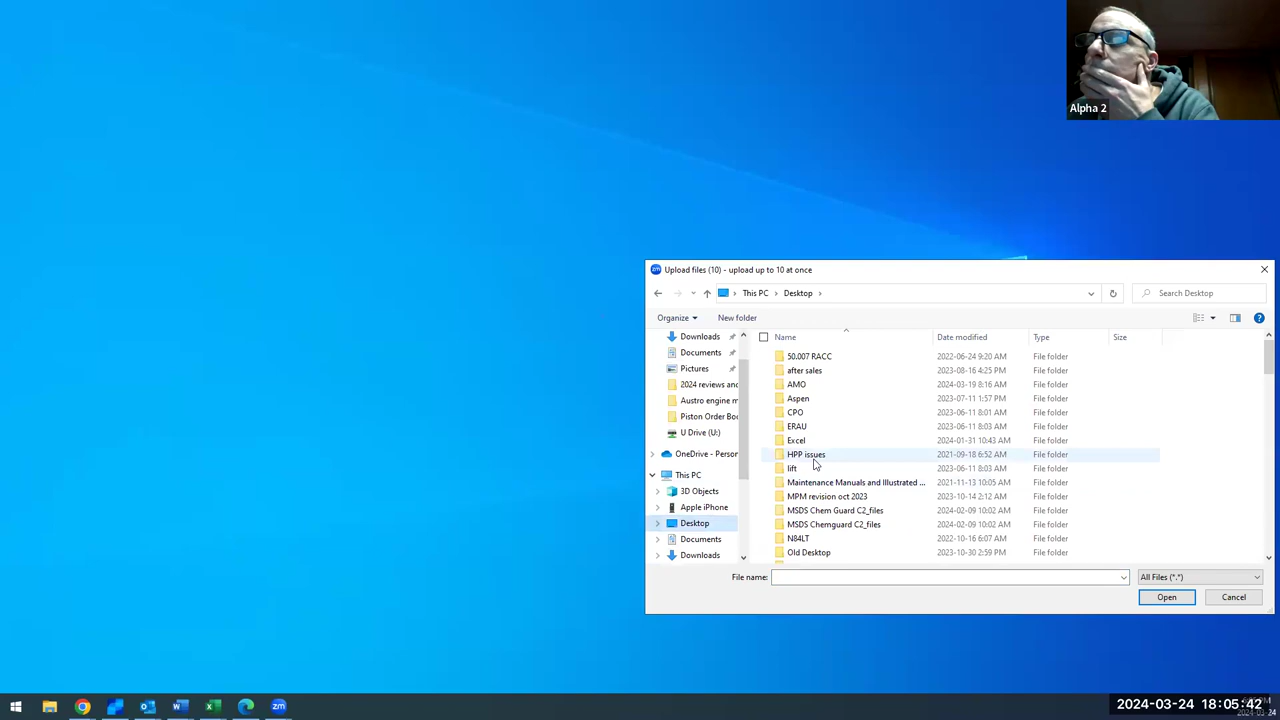 Alpha 2
Upload files (10) - upload up to 10 at once
This PC > Desktop >
Search Desktop
Organize
New folder
Name Date modified Type Size
Downloads
Documents
Pictures
2024 reviews and
Austro engine m
Piston Order Boo
U Drive (U:)
OneDrive - Person
This PC
3D Objects
Apple iPhone
Desktop
Documents
Downloads
50.007 RACC 2022-06-24 9:20 AM File folder
after sales 2023-08-16 4:25 PM File folder
AMO 2024-03-19 8:16 AM File folder
Aspen 2023-07-11 1:57 PM File folder
CPO 2023-06-11 8:01 AM File folder
ERAU 2023-06-11 8:03 AM File folder
Excel 2024-01-31 10:43 AM File folder
HPP issues 2021-09-18 6:52 AM File folder
lift 2023-06-11 8:03 AM File folder
Maintenance Manuals and Illustrated ... 2021-11-13 10:05 AM File folder
MPM revision oct 2023 2023-10-14 2:12 AM File folder
MSDS Chem Guard C2_files 2024-02-09 10:02 AM File folder
MSDS Chemguard C2_files 2024-02-09 10:02 AM File folder
N84LT 2022-10-16 6:07 AM File folder
Old Desktop 2023-10-30 2:59 PM File folder
File name:
All Files (*.*)
Open
Cancel
2024-03-24 18:05:42